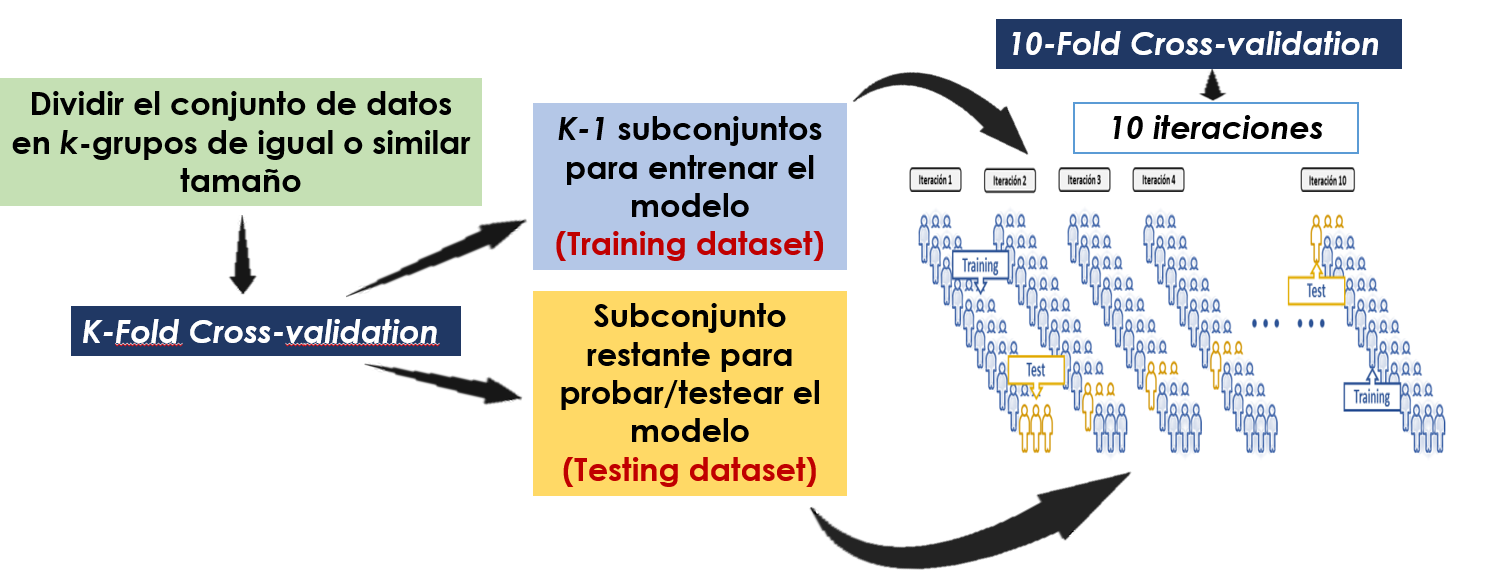 Dividir el conjunto de datos
en k-grupos de igual o similar
tamaño
K-Fold Cross-validation
K-1 subconjuntos
para entrenar el
modelo
(Training dataset)
Subconjunto
restante para
probar/testear el
modelo
(Testing dataset)
10-Fold Cross-validation
10 iteraciones
Iteración 1
Iteración 2
Iteración 3
Iteración 4
Iteración 10
Training
Test
Test
Training